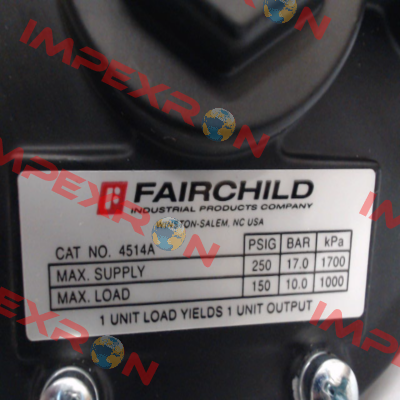 FAIRCHILD
INDUSTRIAL PRODUCTS COMPANY
WINSTON-SALEM, NC USA
CAT NO. 4514A PSIG BAR kPa
MAX. SUPPLY 250 17.0 1700
MAX. LOAD 150 10.0 1000
1 UNIT LOAD YIELDS 1 UNIT OUTPUT
IMPEXRON
IMPEXRON
IMPEXRON